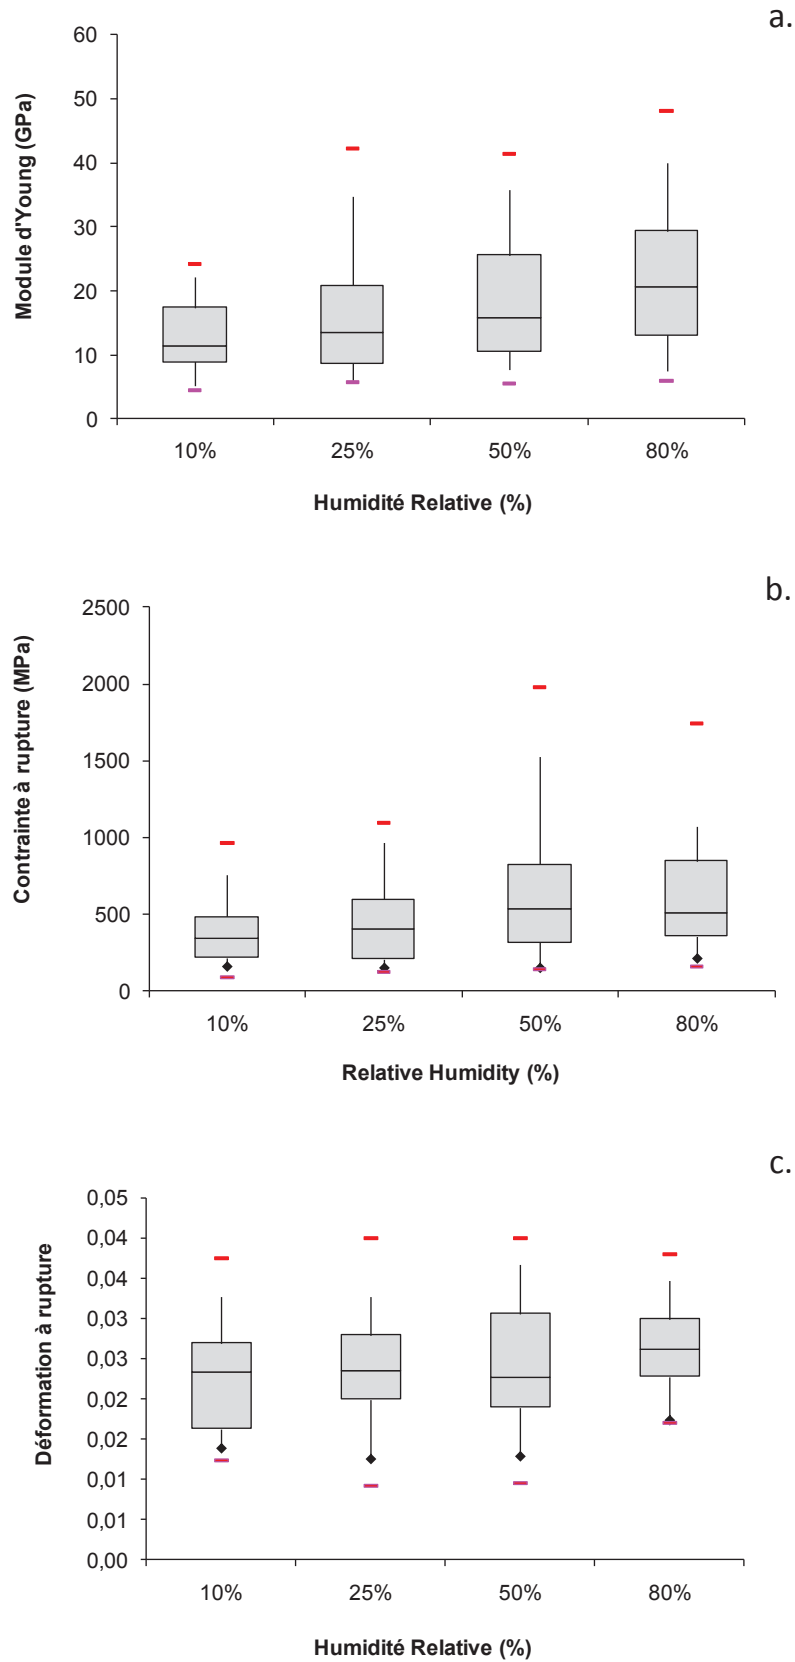 a.
Module d'Young (GPa)
60
50
40
30
20
10
0
10% 25% 50% 80%
Humidité Relative (%)
b.
Contrainte à rupture (MPa)
2500
2000
1500
1000
500
0
10% 25% 50% 80%
Relative Humidity (%)
c.
Déformation à rupture
0,05
0,04
0,04
0,03
0,03
0,02
0,02
0,01
0,01
0,00
10% 25% 50% 80%
Humidité Relative (%)